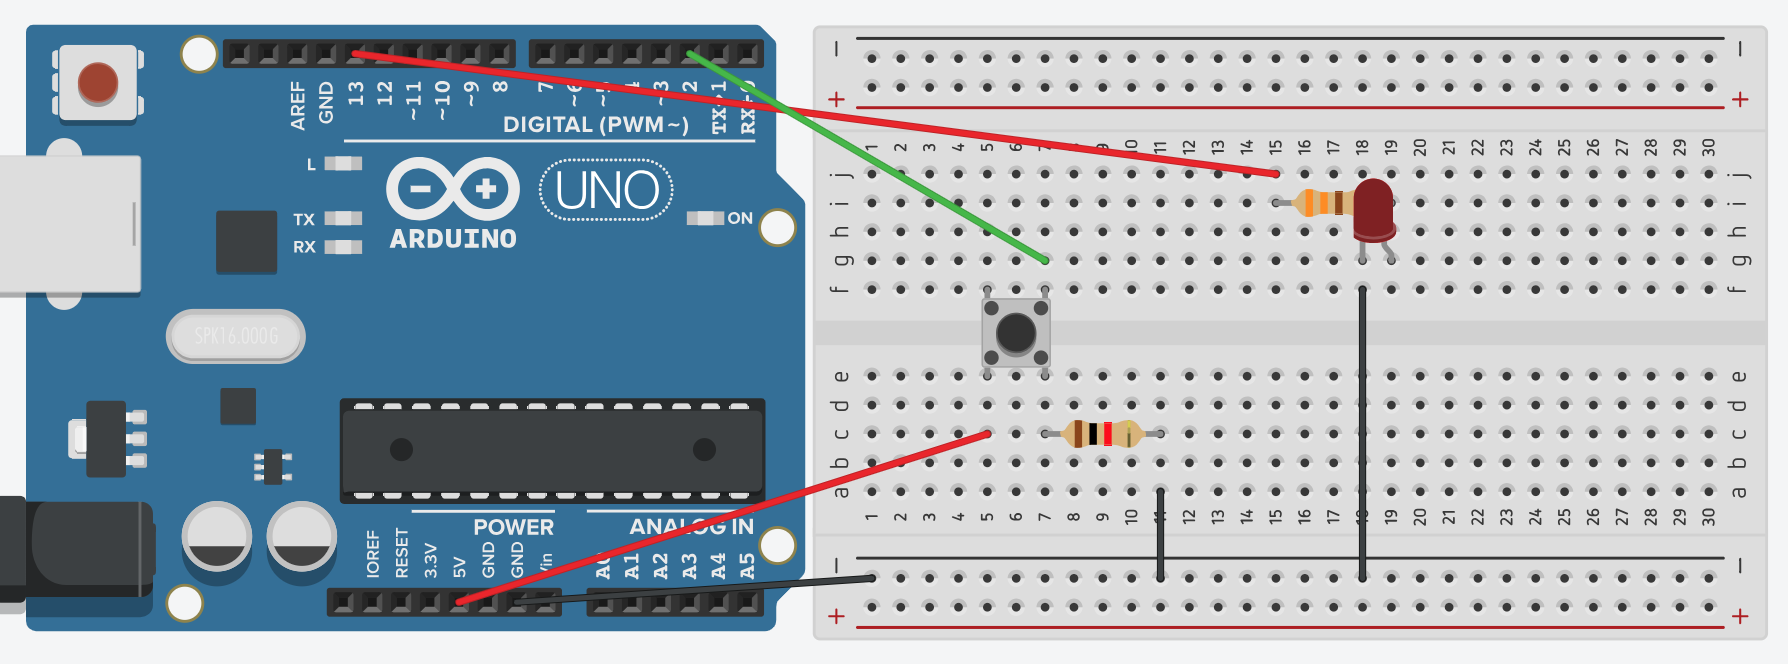 AREF GND 13 12 ~11 ~10 ~9 8 7 ~6 ~3 2 TX→1
DIGITAL (PWM~)
L
TX
RX
UNO
ON
ARDUINO
SPK16.000G
POWER
ANALOG IN
IOREF RESET 3.3V 5V GND GND Vin A0 A1 A2 A3 A4 A5
− −
+ +
1 2 3 4 5 6 7 8 9 10 11 12 13 14 15 16 17 18 19 20 21 22 23 24 25 26 27 28 29 30
j j
i i
h h
g g
f f
e e
d d
c c
b b
a a
1 2 3 4 5 6 7 8 9 10 11 12 13 14 15 16 17 18 19 20 21 22 23 24 25 26 27 28 29 30
− −
+ +